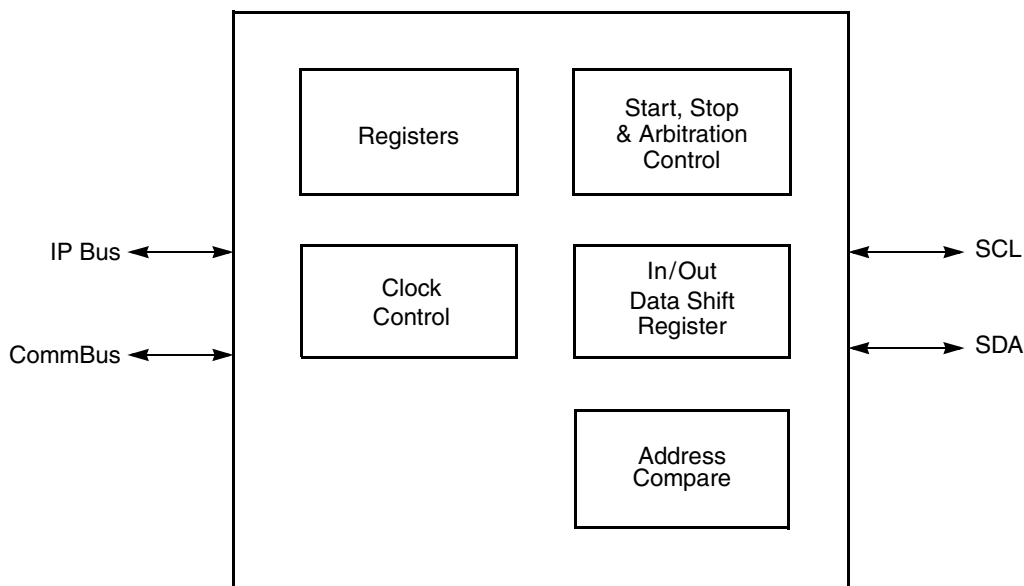 Registers
Start, Stop
& Arbitration
Control
IP Bus
Clock
Control
In/Out
Data Shift
Register
SCL
CommBus
SDA
Address
Compare